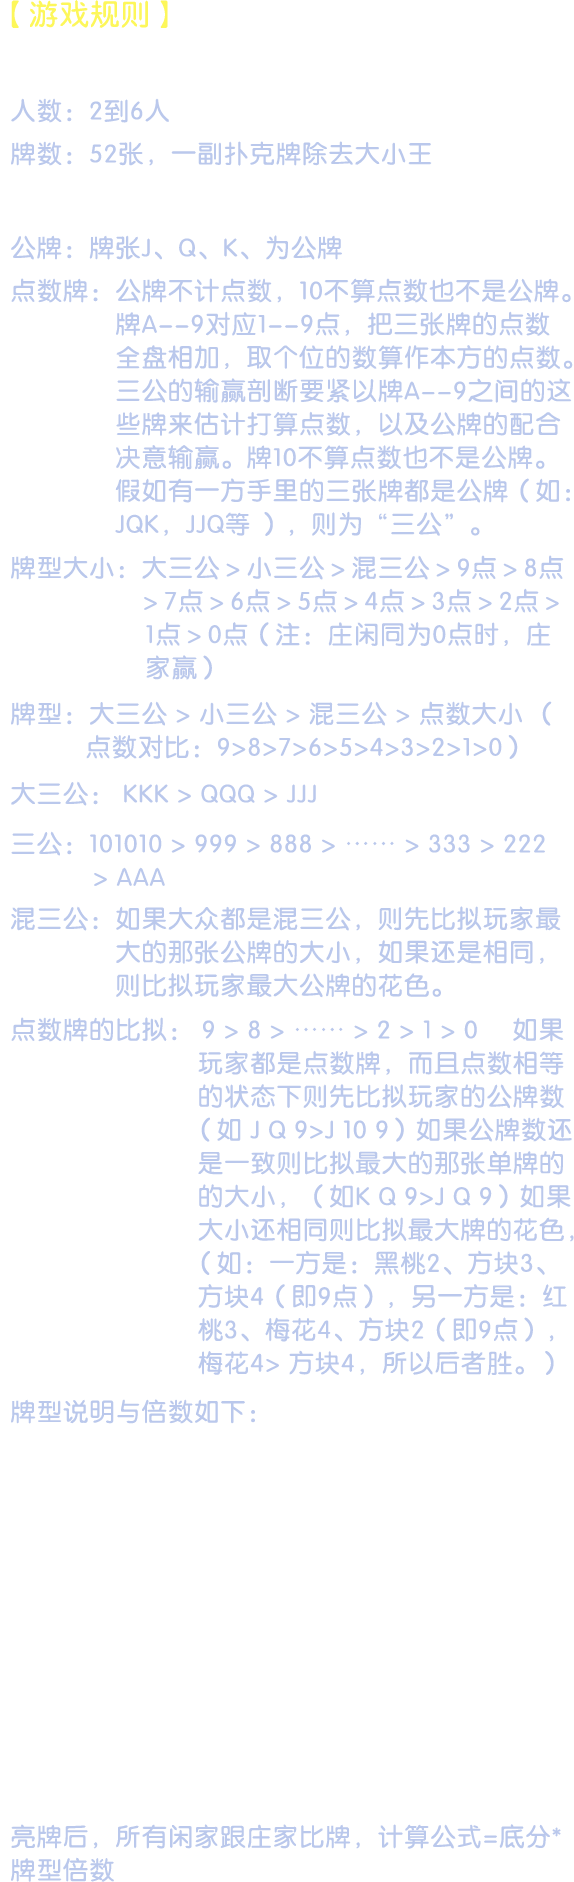 【游戏规则】
人数：2到6人
牌数：52张，一副扑克牌除去大小王
公牌：牌张J、Q、K、为公牌
点数牌：公牌不计点数，10不算点数也不是公牌。
牌A--9对应1--9点，把三张牌的点数
全盘相加，取个位的数算作本方的点数。
三公的输赢剖断要紧以牌A--9之间的这
些牌来估计打算点数，以及公牌的配合
决意输赢。牌10不算点数也不是公牌。
假如有一方手里的三张牌都是公牌（如：
JQK，JJQ等 ），则为“三公”。
牌型大小：大三公 > 小三公 > 混三公 > 9点 > 8点
> 7点 > 6点 > 5点 > 4点 > 3点 > 2点 >
1点 > 0点（注：庄闲同为0点时，庄
家赢）
牌型：大三公 > 小三公 > 混三公 > 点数大小 （
点数对比：9>8>7>6>5>4>3>2>1>0）
大三公： KKK > QQQ > JJJ
三公：101010 > 999 > 888 > …… > 333 > 222
> AAA
混三公：如果大众都是混三公，则先比拟玩家最
大的那张公牌的大小，如果还是相同，
则比拟玩家最大公牌的花色。
点数牌的比拟： 9 > 8 > …… > 2 > 1 > 0 如果
玩家都是点数牌，而且点数相等
的状态下则先比拟玩家的公牌数
（如 J Q 9>J 10 9）如果公牌数还
是一致则比拟最大的那张单牌的
的大小，（如K Q 9>J Q 9）如果
大小还相同则比拟最大牌的花色，
（如：一方是：黑桃2、方块3、
方块4（即9点），另一方是：红
桃3、梅花4、方块2（即9点），
梅花4> 方块4，所以后者胜。）
牌型说明与倍数如下：
亮牌后，所有闲家跟庄家比牌，计算公式=底分*
牌型倍数